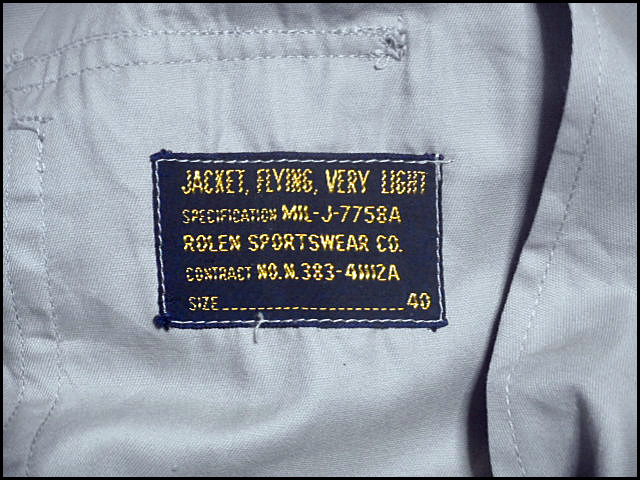 JACKET, FLYING, VERY LIGHT
SPECIFICATION MIL-J-7758A
ROLEN SPORTSWEAR CO.
CONTRACT NO.N.383-41112A
SIZE 40